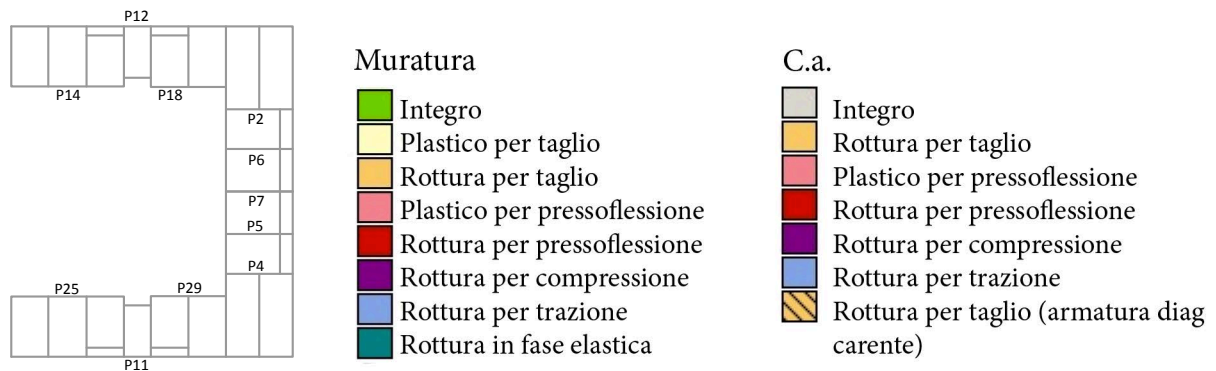 P12
P14
P18
P2
P6
P7
P5
P4
P25
P29
P11
Muratura
Integro
Plastico per taglio
Rottura per taglio
Plastico per pressoflessione
Rottura per pressoflessione
Rottura per compressione
Rottura per trazione
Rottura in fase elastica
C.a.
Integro
Rottura per taglio
Plastico per pressoflessione
Rottura per pressoflessione
Rottura per compressione
Rottura per trazione
Rottura per taglio (armatura diag
carente)